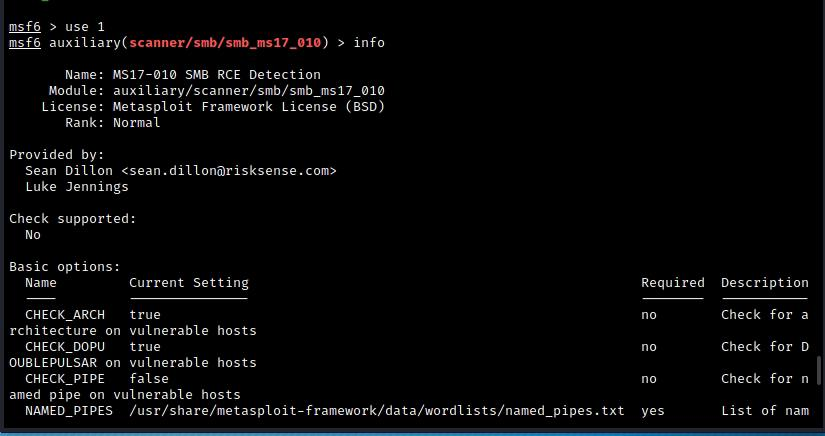 msf6 > use 1
msf6 auxiliary(scanner/smb/smb_ms17_010) > info
Name: MS17-010 SMB RCE Detection
Module: auxiliary/scanner/smb/smb_ms17_010
License: Metasploit Framework License (BSD)
Rank: Normal
Provided by:
Sean Dillon <sean.dillon@risksense.com>
Luke Jennings
Check supported:
No
Basic options:
Name Current Setting Required Description
---- --------------- -------- -----------
CHECK_ARCH true no Check for a
rchitecture on vulnerable hosts
CHECK_DOPU true no Check for D
OUBLEPULSAR on vulnerable hosts
CHECK_PIPE false no Check for n
amed pipe on vulnerable hosts
NAMED_PIPES /usr/share/metasploit-framework/data/wordlists/named_pipes.txt yes List of nam